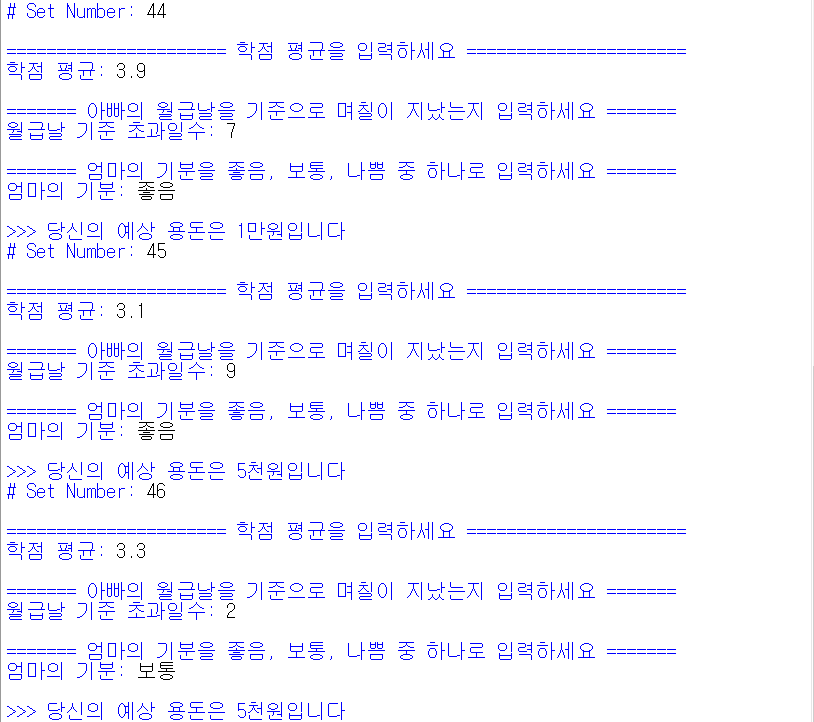 # Set Number: 44
====================== 학점 평균을 입력하세요 ======================
학점 평균: 3.9
======= 아빠의 월급날을 기준으로 며칠이 지났는지 입력하세요 =======
월급날 기준 초과일수: 7
======= 엄마의 기분을 좋음, 보통, 나쁨 중 하나로 입력하세요 =======
엄마의 기분: 좋음
>>> 당신의 예상 용돈은 1만원입니다
# Set Number: 45
====================== 학점 평균을 입력하세요 ======================
학점 평균: 3.1
======= 아빠의 월급날을 기준으로 며칠이 지났는지 입력하세요 =======
월급날 기준 초과일수: 9
======= 엄마의 기분을 좋음, 보통, 나쁨 중 하나로 입력하세요 =======
엄마의 기분: 좋음
>>> 당신의 예상 용돈은 5천원입니다
# Set Number: 46
====================== 학점 평균을 입력하세요 ======================
학점 평균: 3.3
======= 아빠의 월급날을 기준으로 며칠이 지났는지 입력하세요 =======
월급날 기준 초과일수: 2
======= 엄마의 기분을 좋음, 보통, 나쁨 중 하나로 입력하세요 =======
엄마의 기분: 보통
>>> 당신의 예상 용돈은 5천원입니다